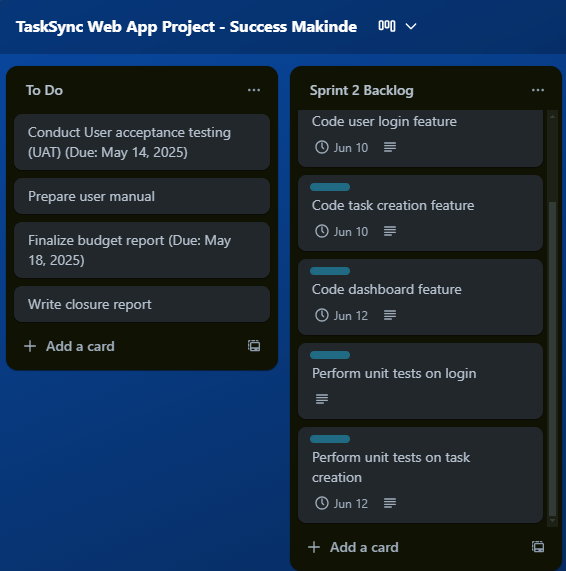 TaskSync Web App Project - Success Makinde
To Do
Conduct User acceptance testing
(UAT) (Due: May 14, 2025)
Prepare user manual
Finalize budget report (Due: May
18, 2025)
Write closure report
Add a card
Sprint 2 Backlog
Code user login feature
Jun 10
Code task creation feature
Jun 10
Code dashboard feature
Jun 12
Perform unit tests on login
Perform unit tests on task
creation
Jun 12
Add a card